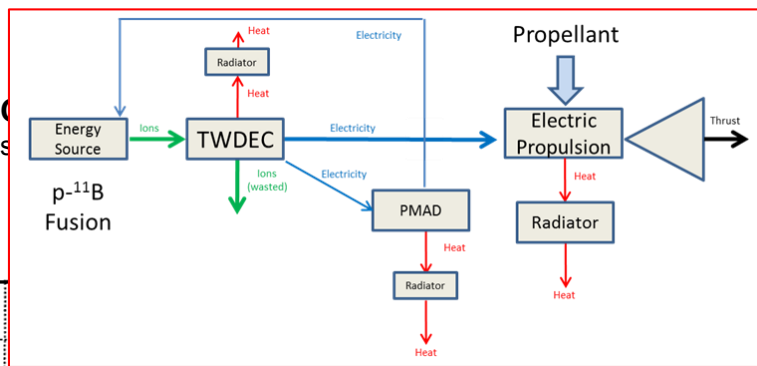 Heat
Electricity
Propellant
Radiator
Heat
Energy
Source
Ions
TWDEC
Electricity
Electric
Propulsion
Thrust
p-¹¹B
Fusion
Ions
(wasted)
Electricity
PMAD
Heat
Radiator
Heat
Radiator
Heat
Heat